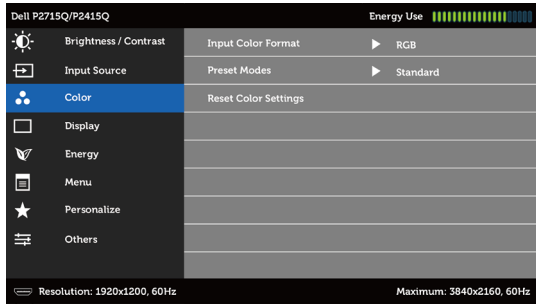 Dell P2715Q/P2415Q Energy Use
Brightness / Contrast
Input Color Format RGB
Input Source
Preset Modes Standard
Color
Reset Color Settings
Display
Energy
Menu
Personalize
Others
Resolution: 1920x1200, 60Hz Maximum: 3840x2160, 60Hz